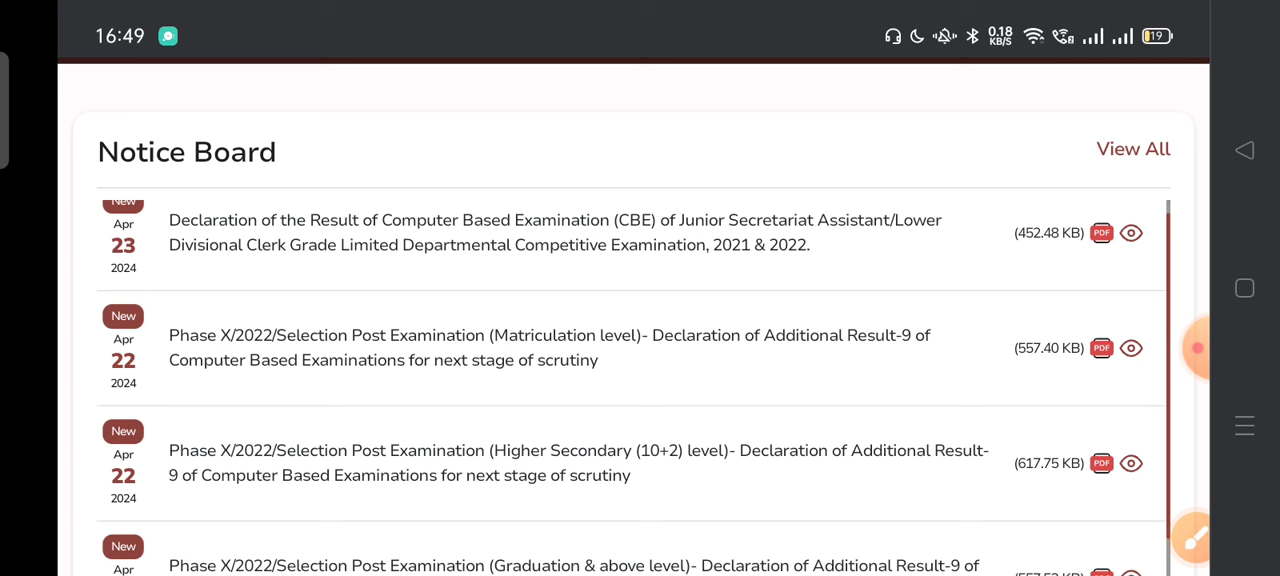 16:49
0.18
KB/S
19
Notice Board
View All
New
Apr
23
2024
Declaration of the Result of Computer Based Examination (CBE) of Junior Secretariat Assistant/Lower
Divisional Clerk Grade Limited Departmental Competitive Examination, 2021 & 2022.
(452.48 KB)
PDF
New
Apr
22
2024
Phase X/2022/Selection Post Examination (Matriculation level)- Declaration of Additional Result-9 of
Computer Based Examinations for next stage of scrutiny
(557.40 KB)
PDF
New
Apr
22
2024
Phase X/2022/Selection Post Examination (Higher Secondary (10+2) level)- Declaration of Additional Result-
9 of Computer Based Examinations for next stage of scrutiny
(617.75 KB)
PDF
New
Apr
Phase X/2022/Selection Post Examination (Graduation & above level)- Declaration of Additional Result-9 of
PDF